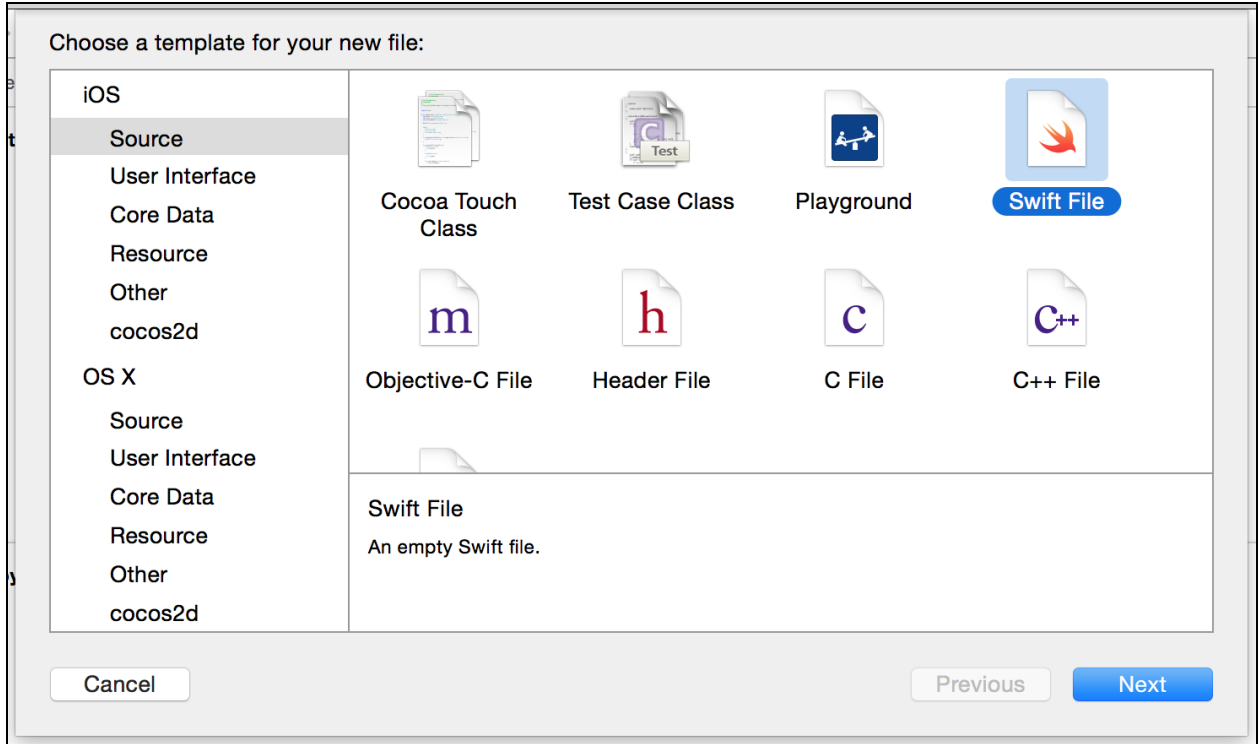 Choose a template for your new file:
iOS
Source
User Interface
Core Data
Resource
Other
cocos2d
OS X
Source
User Interface
Core Data
Resource
Other
cocos2d
Cocoa Touch
Class
C
Test
Test Case Class
Playground
Swift File
m
Objective-C File
h
Header File
c
C File
C++
C++ File
Swift File
An empty Swift file.
Cancel
Previous
Next